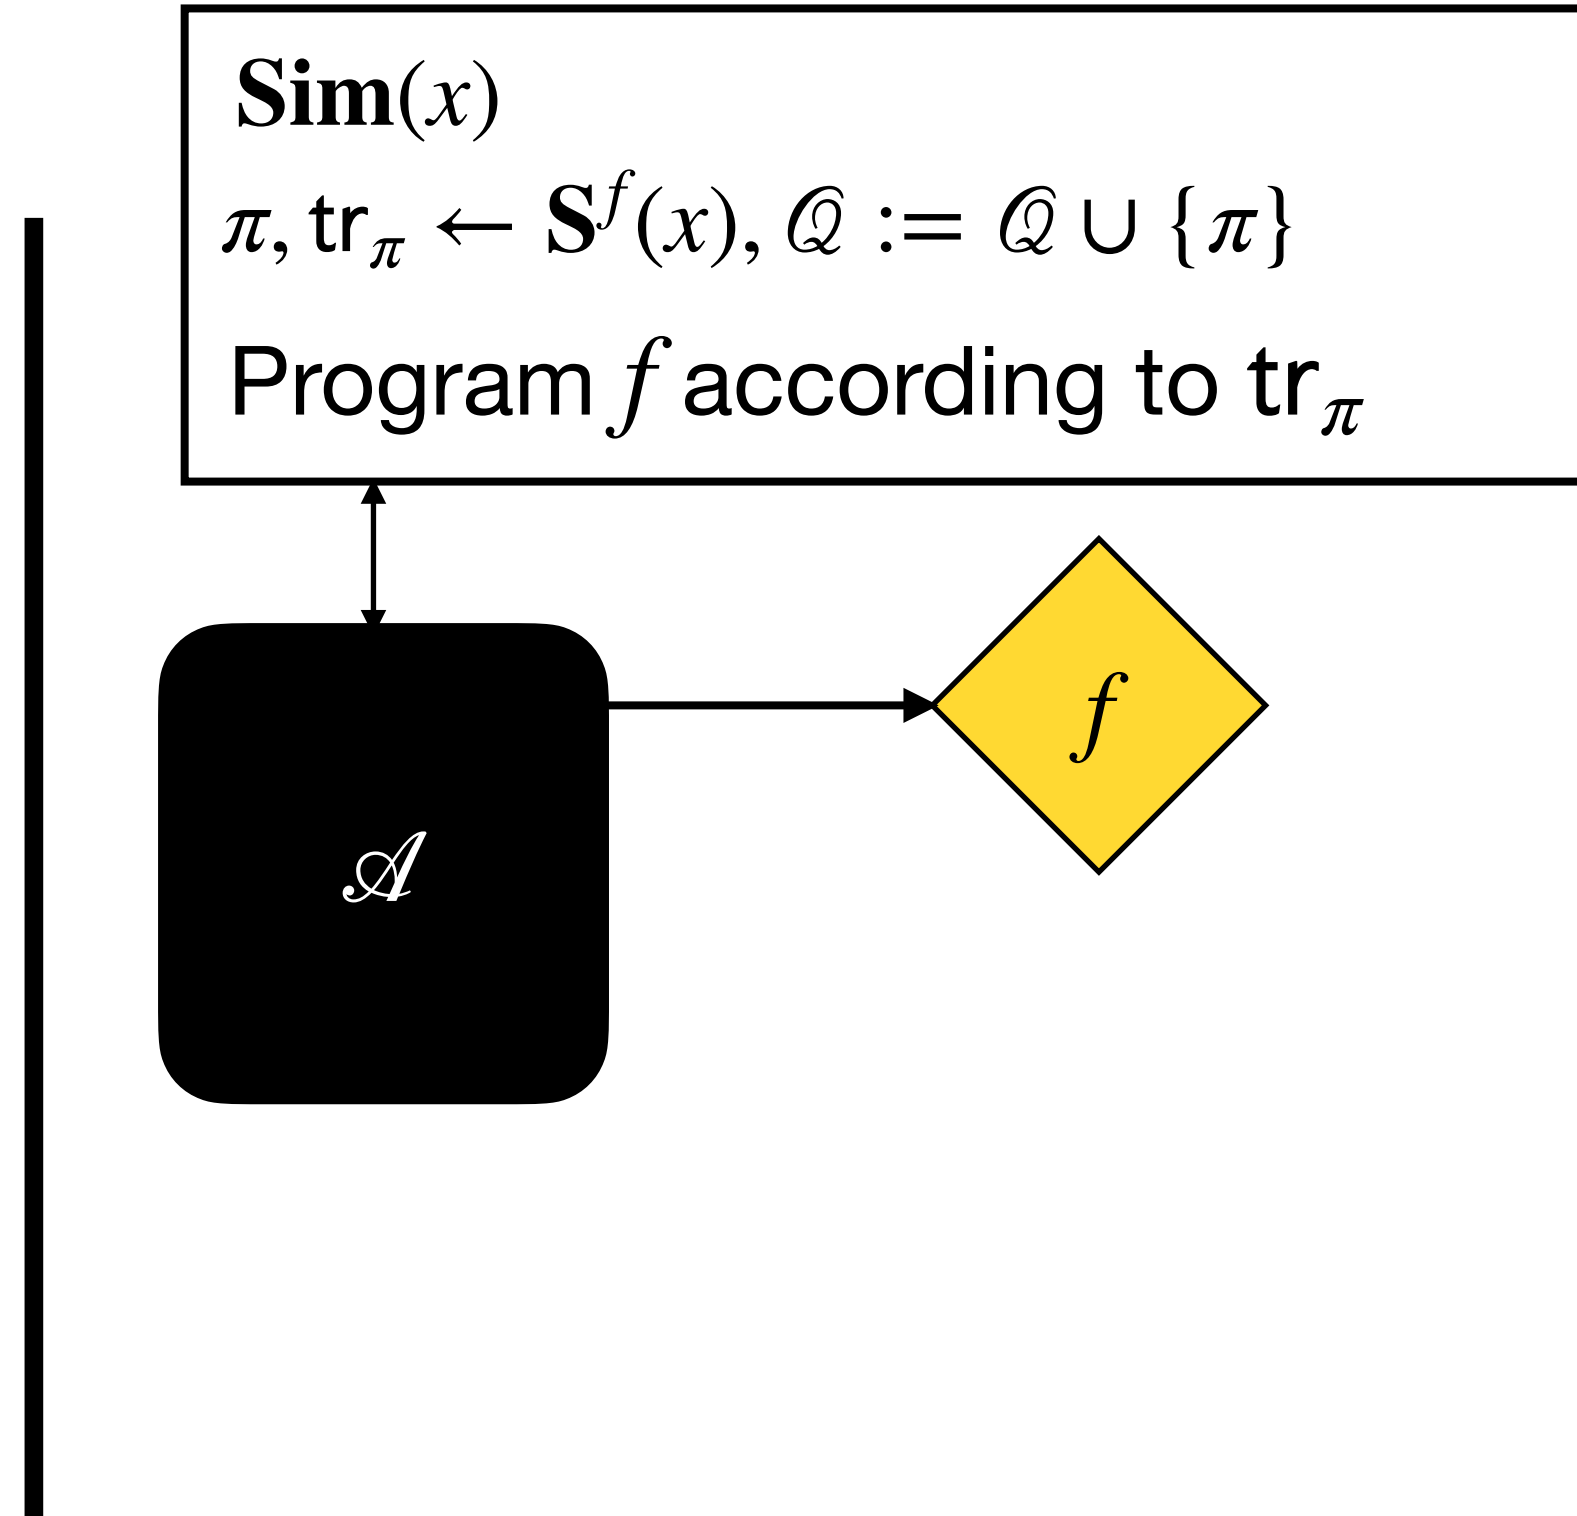 Sim(x)
π, tr_π ← S^f(x), 𝒬 := 𝒬 ∪ {π}
Program f according to tr_π
f
𝒜